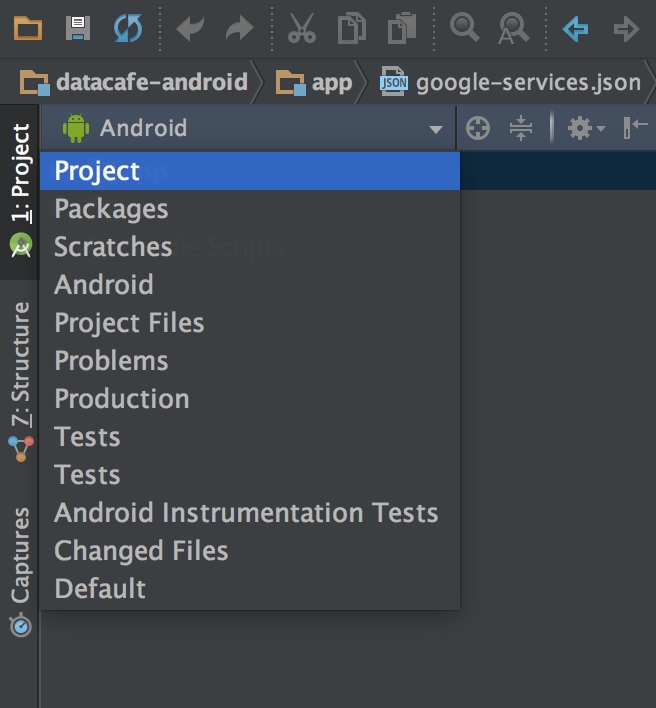 datacafe-android app google-services.json
1: Project
7: Structure
Captures
Android
Project
Packages
Scratches
Android
Project Files
Problems
Production
Tests
Tests
Android Instrumentation Tests
Changed Files
Default